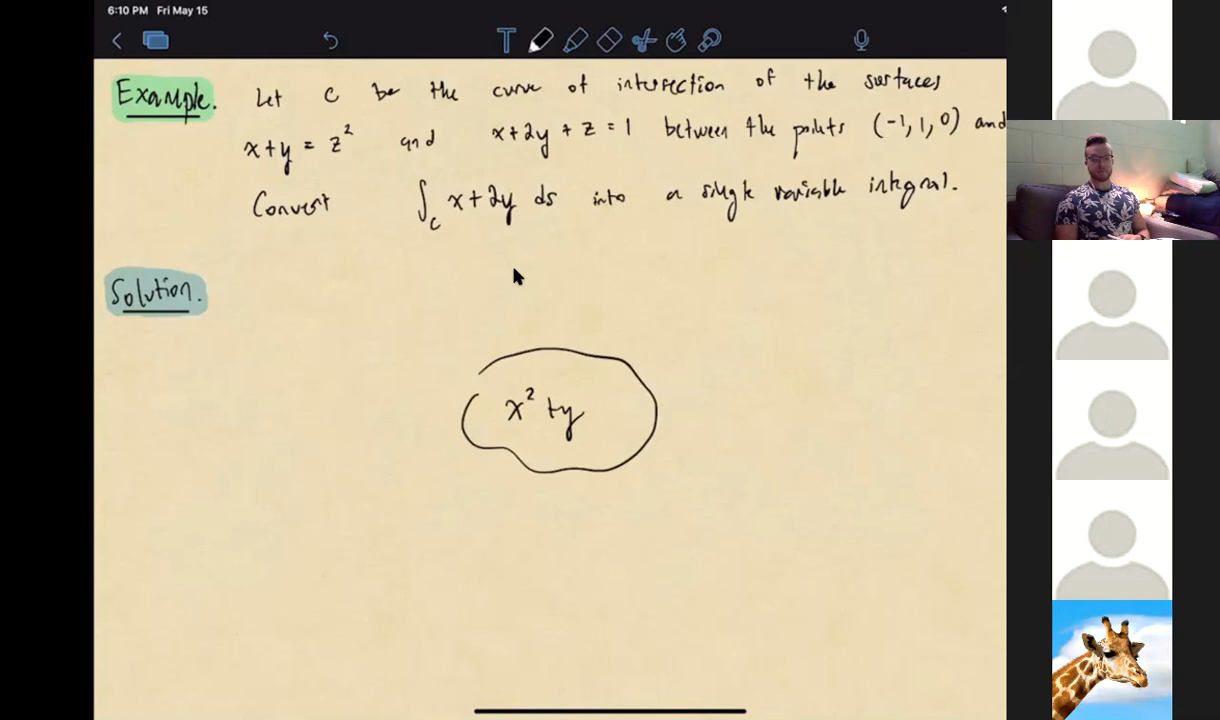 6:10 PM Fri May 15
Example. Let C be the curve of intersection of the surfaces
x+y = z² and x+2y+z=1 between the points (-1,1,0) and
Convert ∫_C x+2y ds into a single variable integral.
Solution.
x²+y